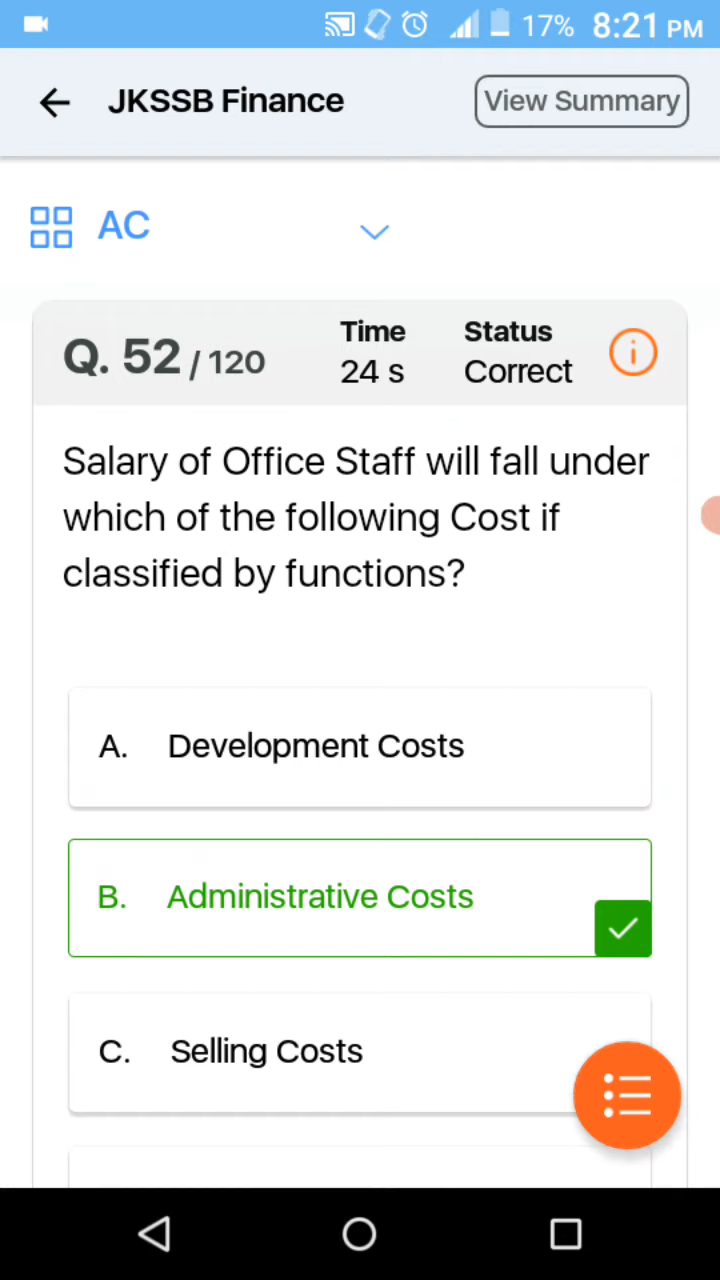 17% 8:21 PM
JKSSB Finance View Summary
AC
Q. 52 / 120 Time 24 s Status Correct
Salary of Office Staff will fall under
which of the following Cost if
classified by functions?
A. Development Costs
B. Administrative Costs
C. Selling Costs